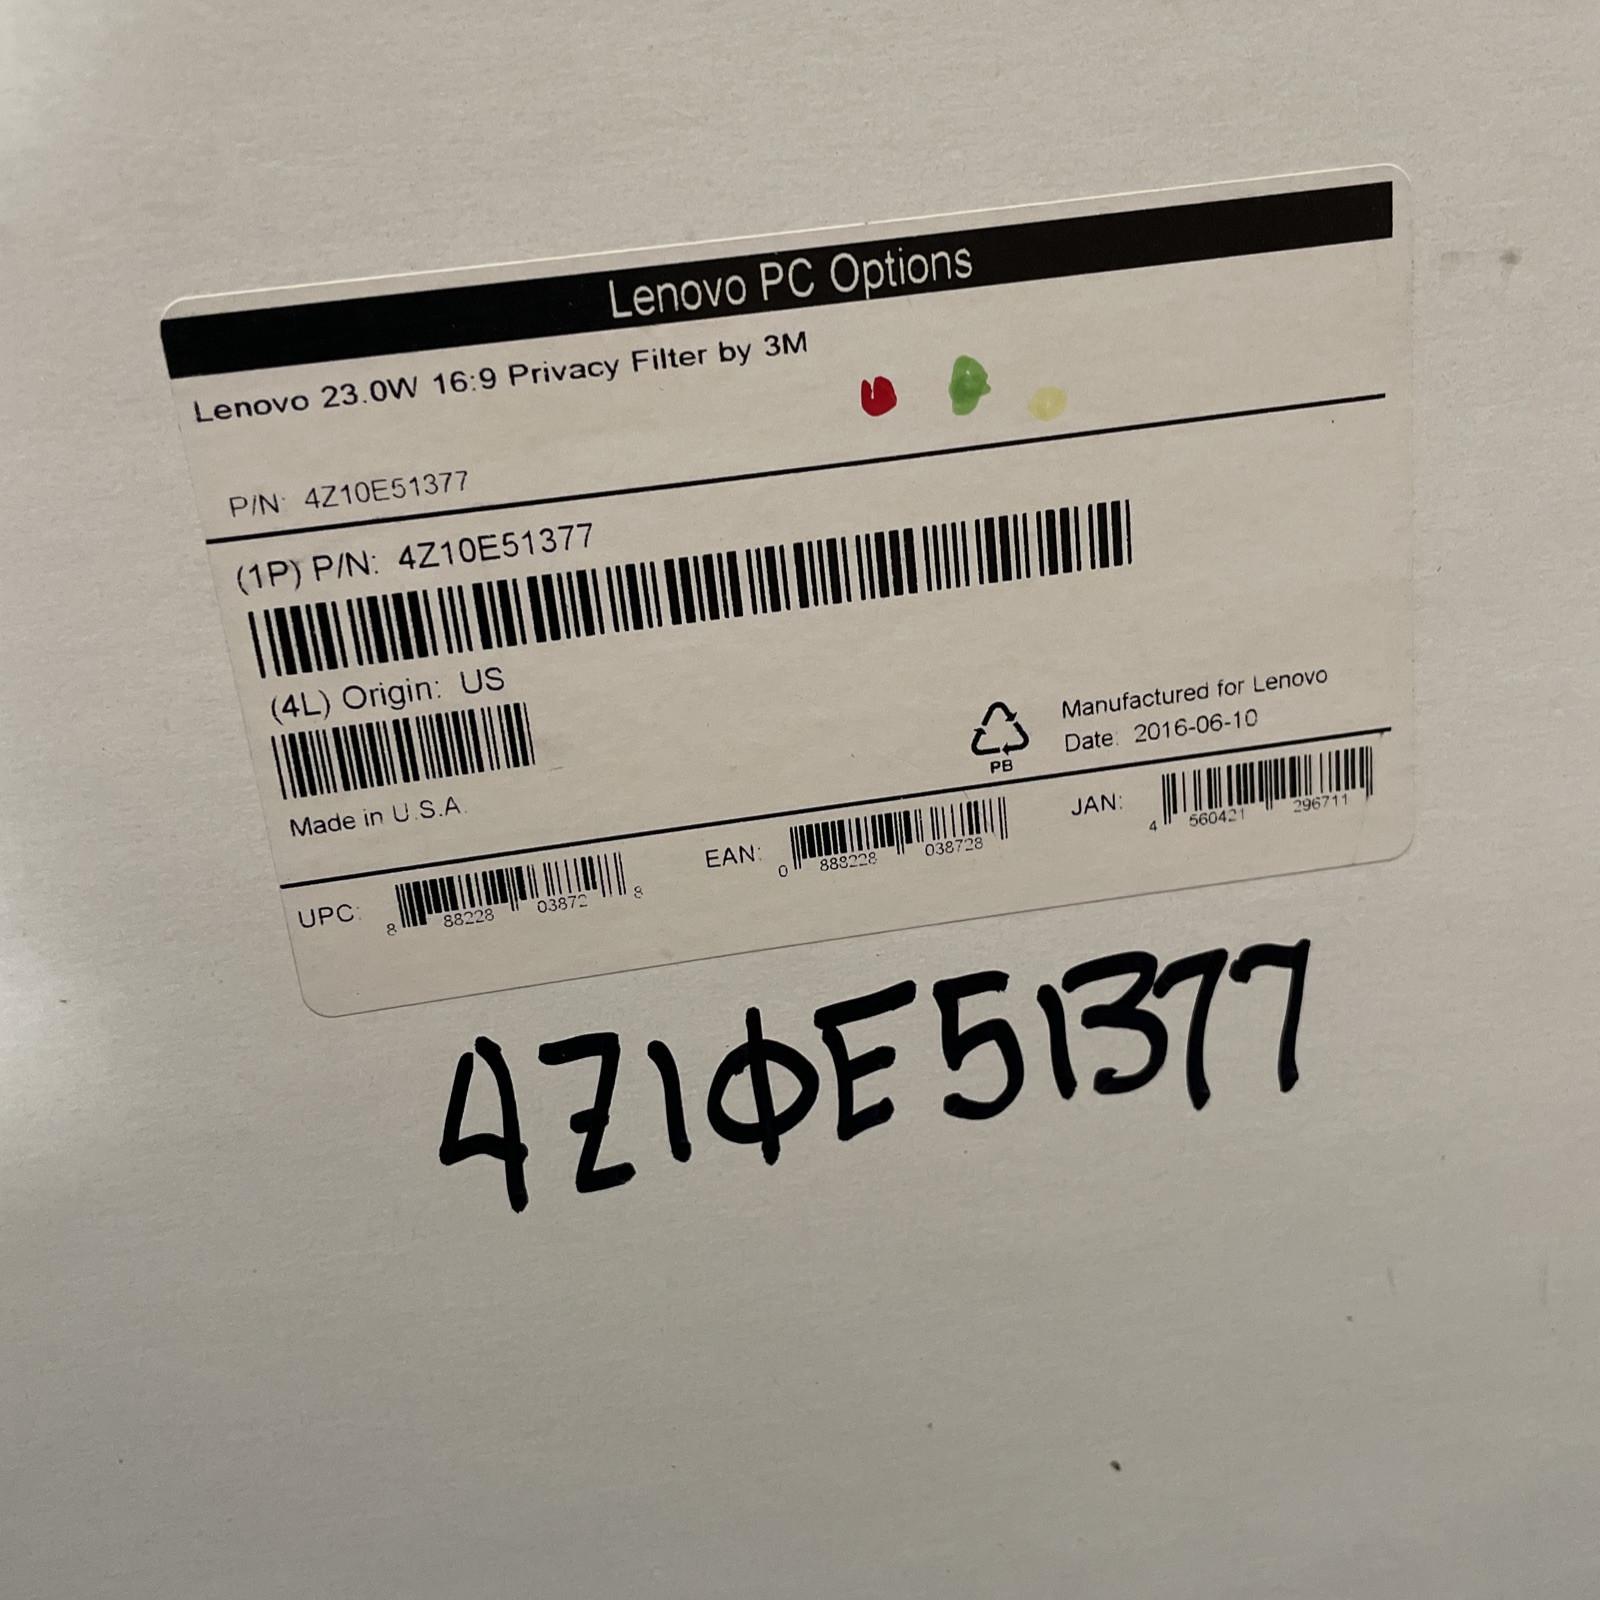 Lenovo PC Options
Lenovo 23.0W 16:9 Privacy Filter by 3M
P/N: 4Z10E51377
(1P) P/N: 4Z10E51377
(4L) Origin: US
Made in U.S.A.
PB
Manufactured for Lenovo
Date: 2016-06-10
UPC: 8 88228 03872 8
EAN: 0 888228 038728
JAN: 4 560421 296711
4Z10E51377